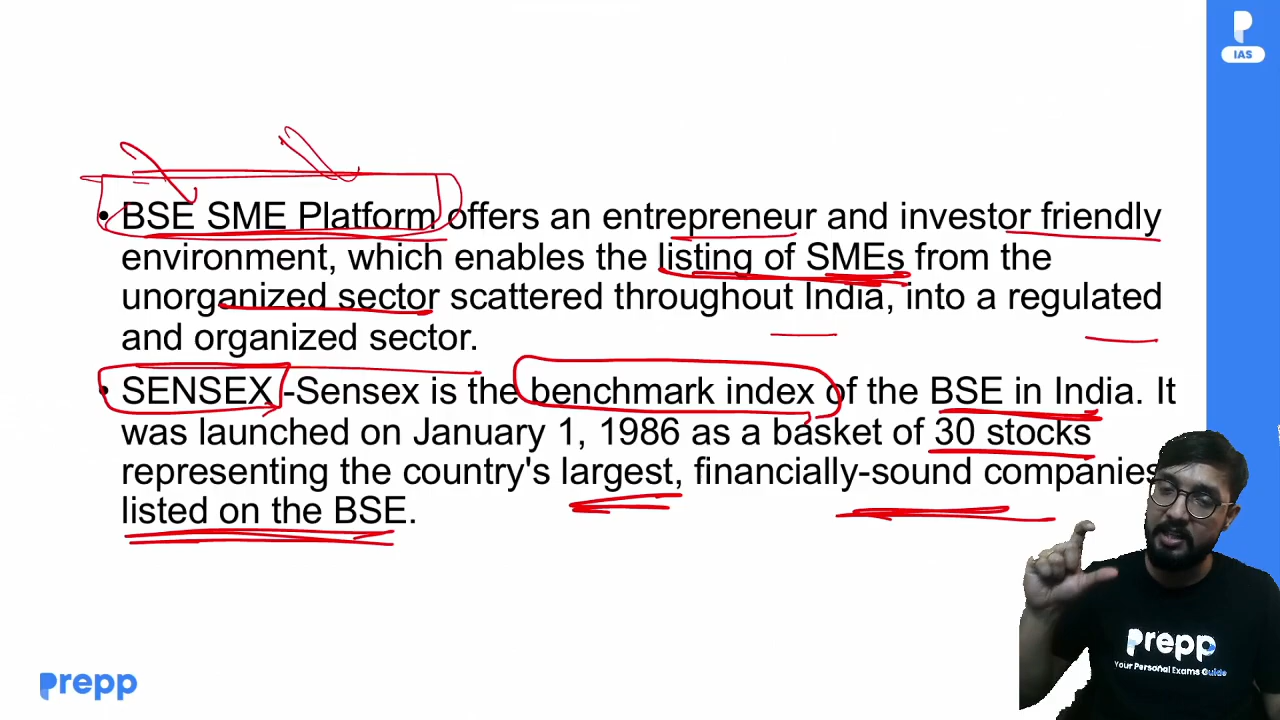 IAS
• BSE SME Platform offers an entrepreneur and investor friendly
environment, which enables the listing of SMEs from the
unorganized sector scattered throughout India, into a regulated
and organized sector.
• SENSEX -Sensex is the benchmark index of the BSE in India. It
was launched on January 1, 1986 as a basket of 30 stocks
representing the country's largest, financially-sound companies
listed on the BSE.
prepp
Your Personal Exams Guide
prepp